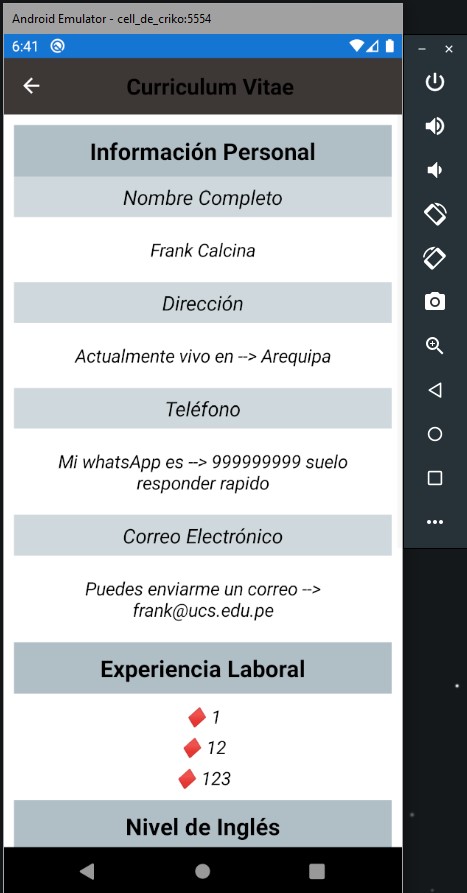 Android Emulator - cell_de_criko:5554
6:41
Curriculum Vitae
Información Personal
Nombre Completo
Frank Calcina
Dirección
Actualmente vivo en --> Arequipa
Teléfono
Mi whatsApp es --> 999999999 suelo
responder rapido
Correo Electrónico
Puedes enviarme un correo -->
frank@ucs.edu.pe
Experiencia Laboral
1
12
123
Nivel de Inglés